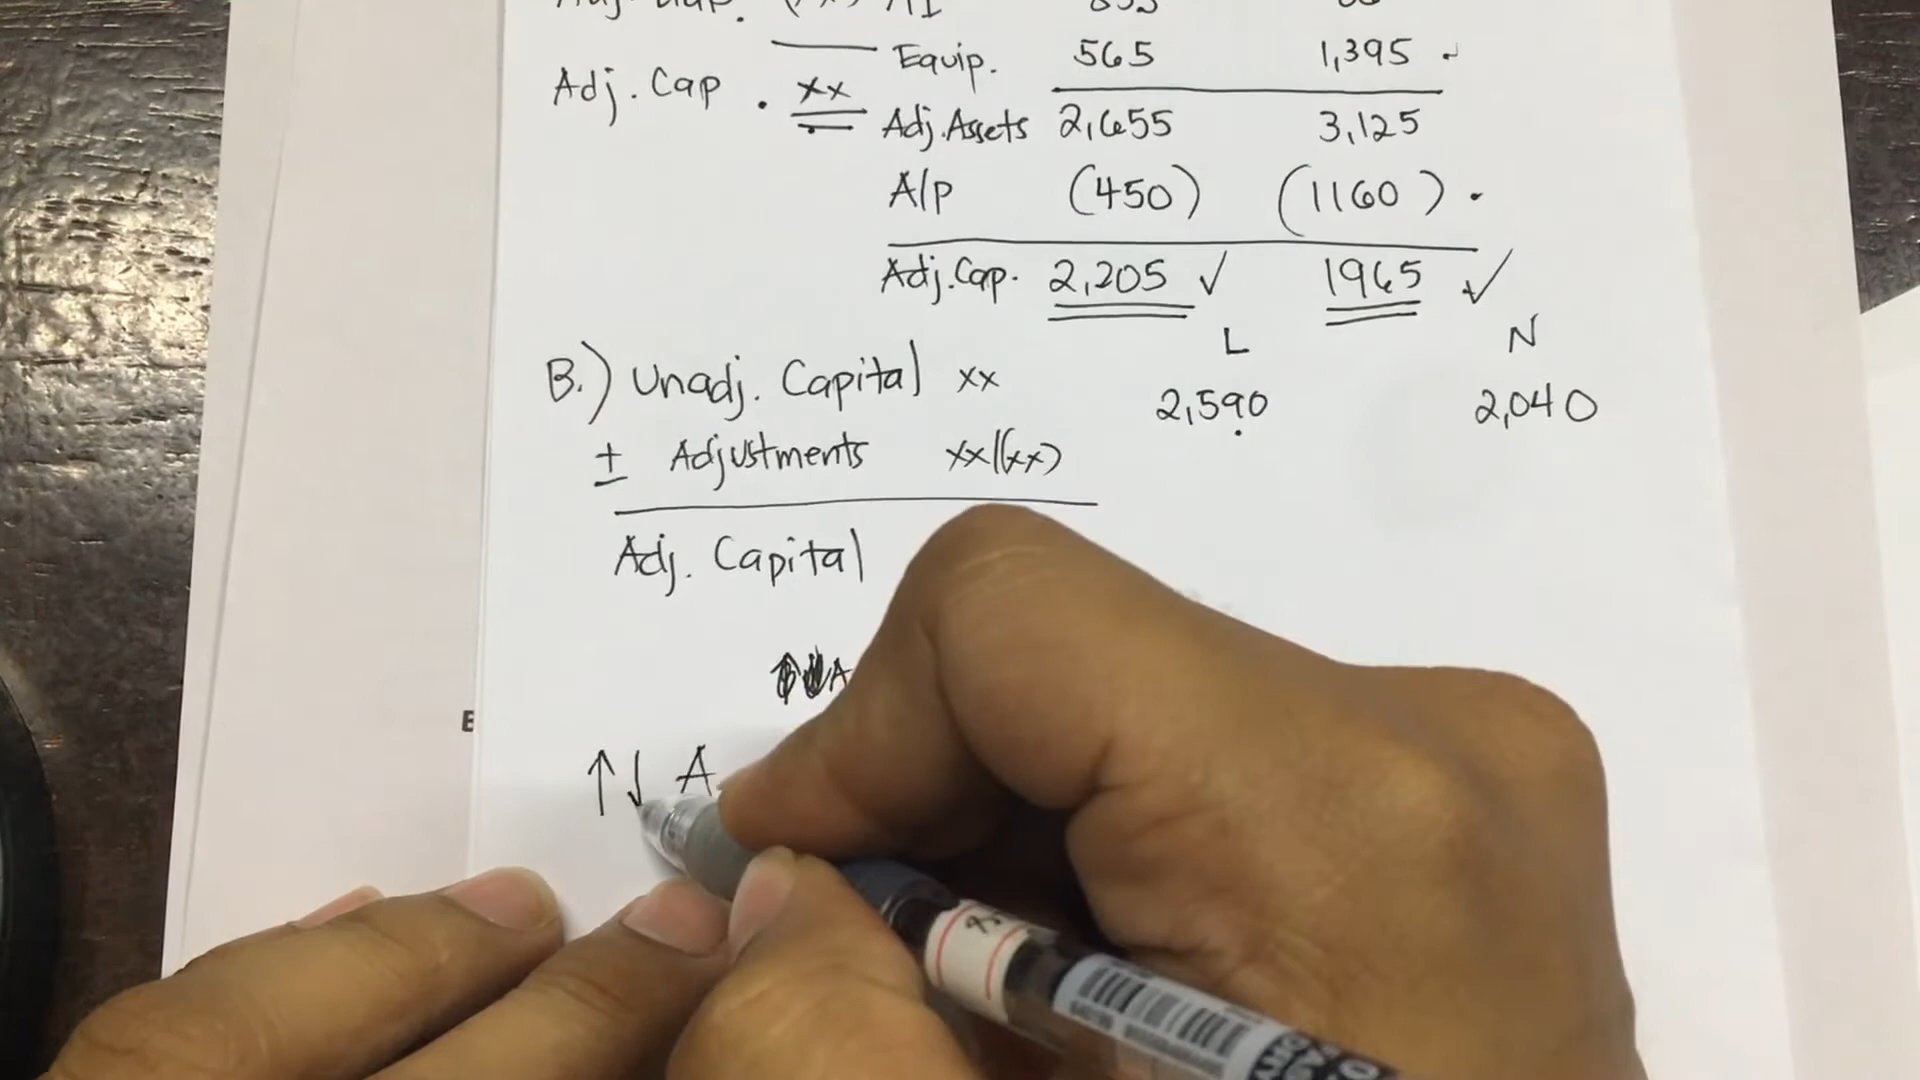 Adj. Cap . xx
Equip. 565 1,395
Adj. Assets 2,655 3,125
A/p (450) (1160) .
Adj. Cap. 2,205 ✓ 1965 ✓
L N
B.) Unadj. Capital xx 2,590 2,040
± Adjustments xx/(xx)
Adj. Capital
A
↑↓ A
E